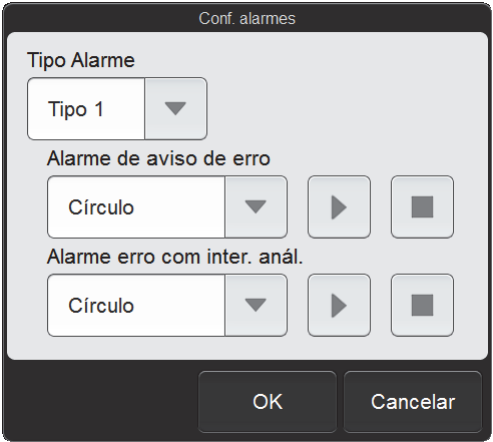 Conf. alarmes
Tipo Alarme
Tipo 1
Alarme de aviso de erro
Círculo
Alarme erro com inter. anál.
Círculo
OK Cancelar